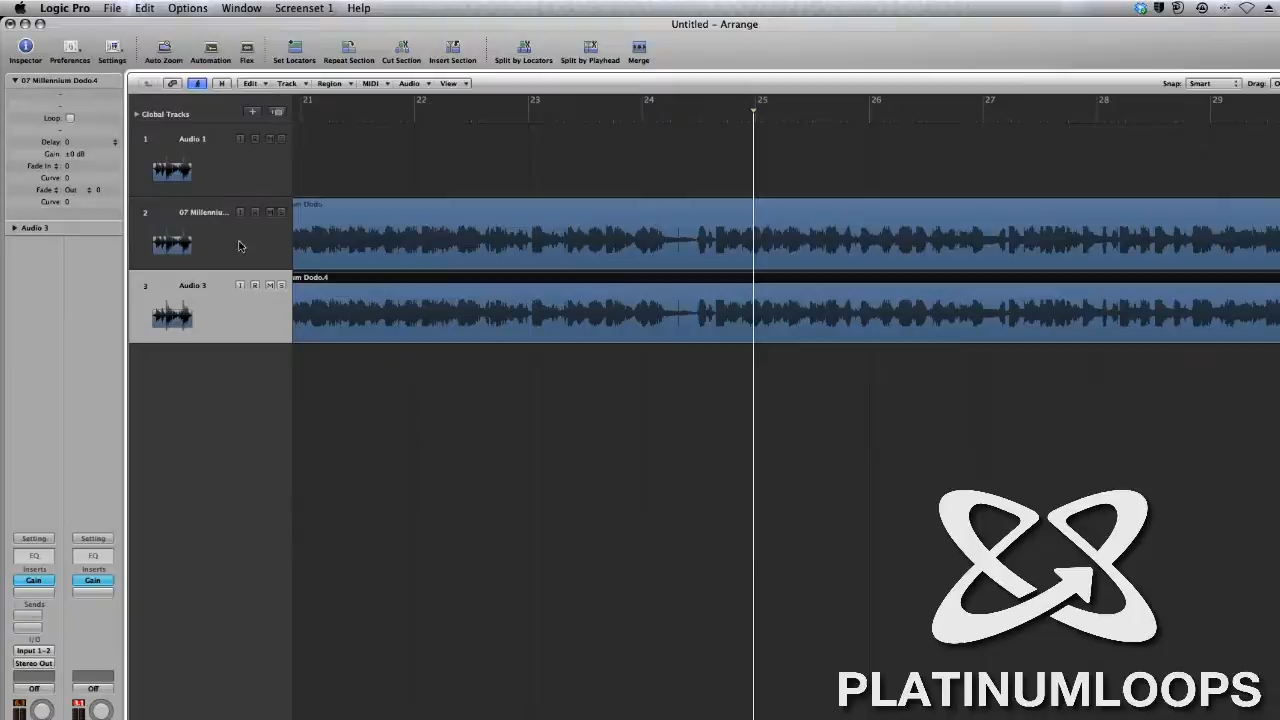 Logic Pro File Edit Options Window Screenset 1 Help
Untitled – Arrange
Inspector Preferences Settings Auto Zoom Automation Flex Set Locators Repeat Section Cut Section Insert Section Split by Locators Split by Playhead Merge
07 Millennium Dodo.4
Edit Track Region MIDI Audio View Snap: Smart Drag: O
Loop:
Delay: 0
Gain: ±0 dB
Fade In 0
Curve: 0
Fade Out 0
Curve: 0
Audio 3
Global Tracks
21 22 23 24 25 26 27 28 29
1 Audio 1 I R M S
2 07 Millenniu... I R M S
um Dodo
3 Audio 3 I R M S
um Dodo.4
Setting Setting
EQ EQ
Inserts Inserts
Gain Gain
Sends
I/O
Input 1-2
Stereo Out
Off Off
3.1
PLATINUMLOOPS